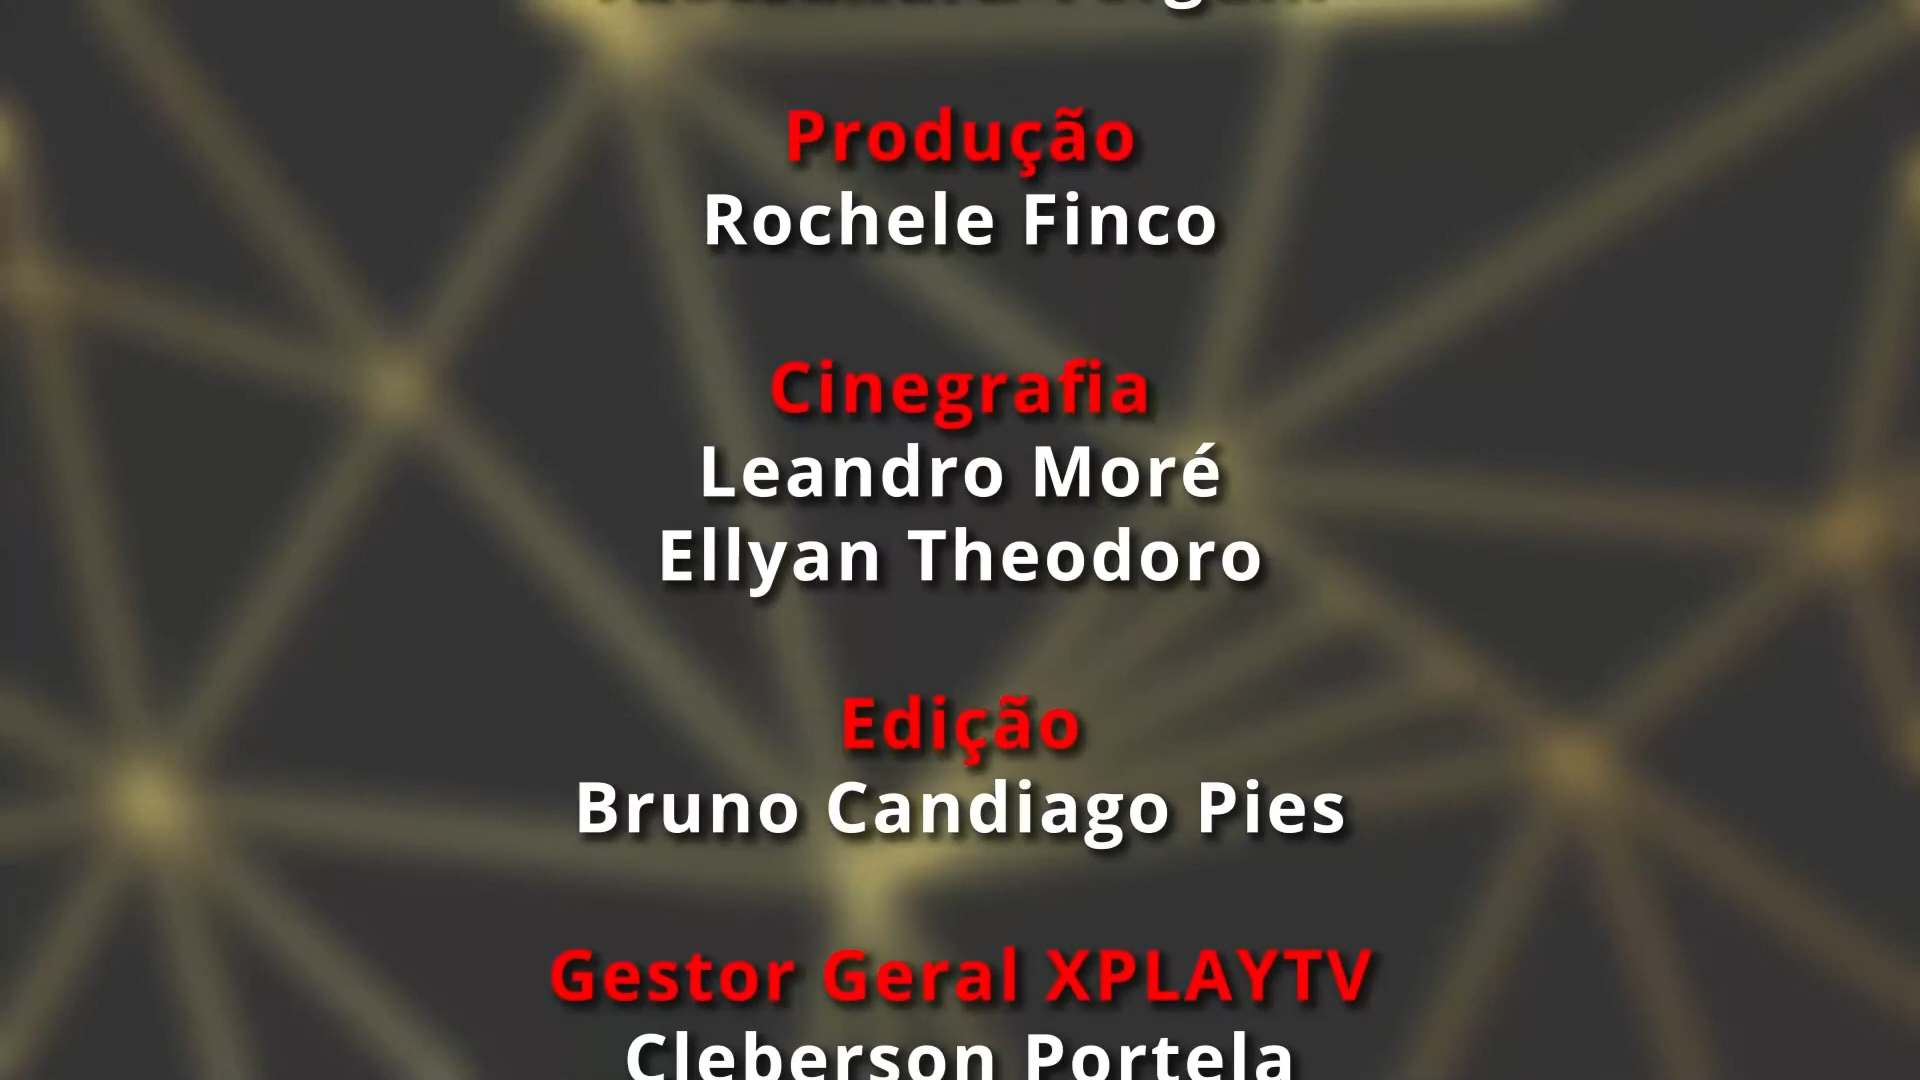 Produção
Rochele Finco
Cinegrafia
Leandro Moré
Ellyan Theodoro
Edição
Bruno Candiago Pies
Gestor Geral XPLAYTV
Cleberson Portela